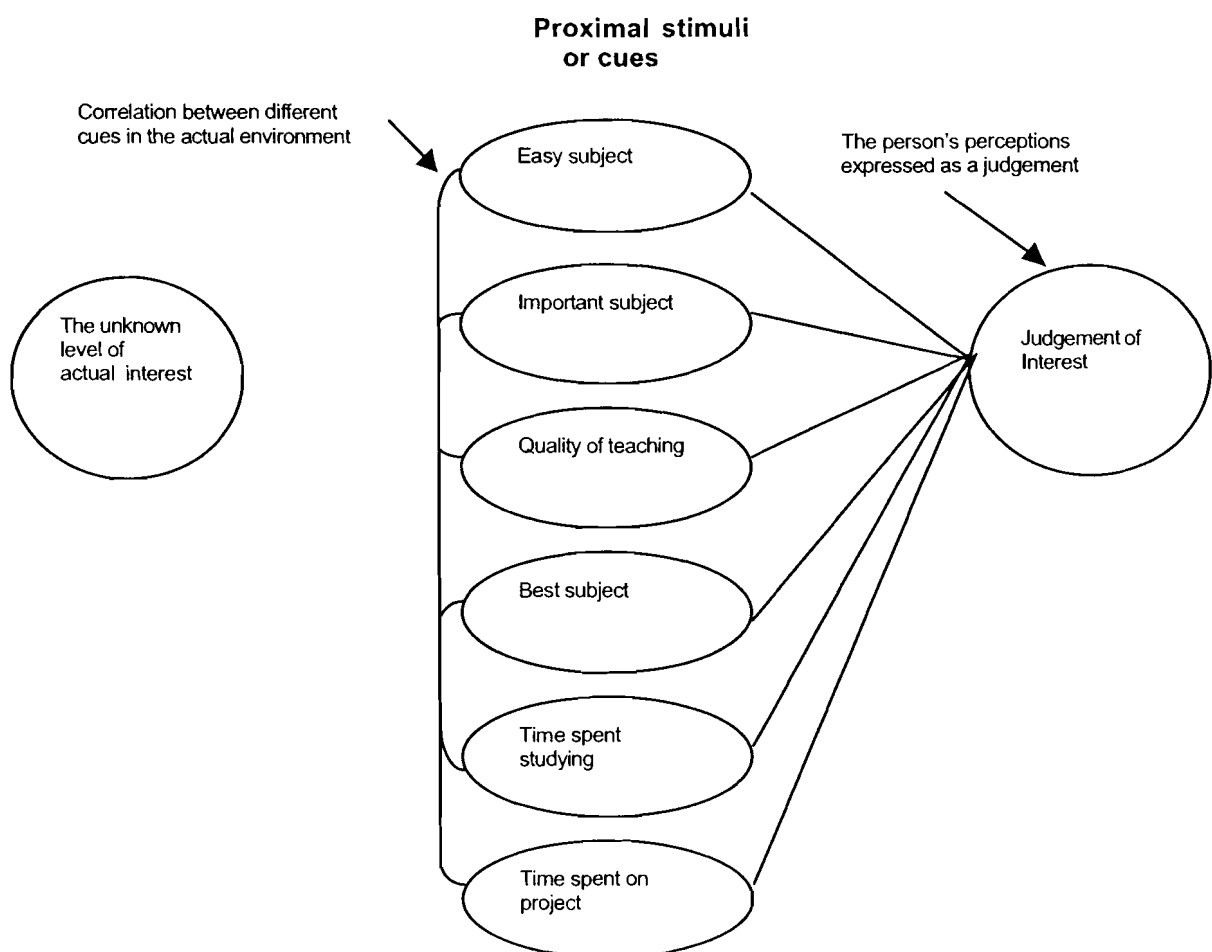 Proximal stimuli
or cues
Correlation between different
cues in the actual environment
The person's perceptions
expressed as a judgement
Easy subject
The unknown
level of
actual interest
Important subject
Judgement of
Interest
Quality of teaching
Best subject
Time spent
studying
Time spent on
project